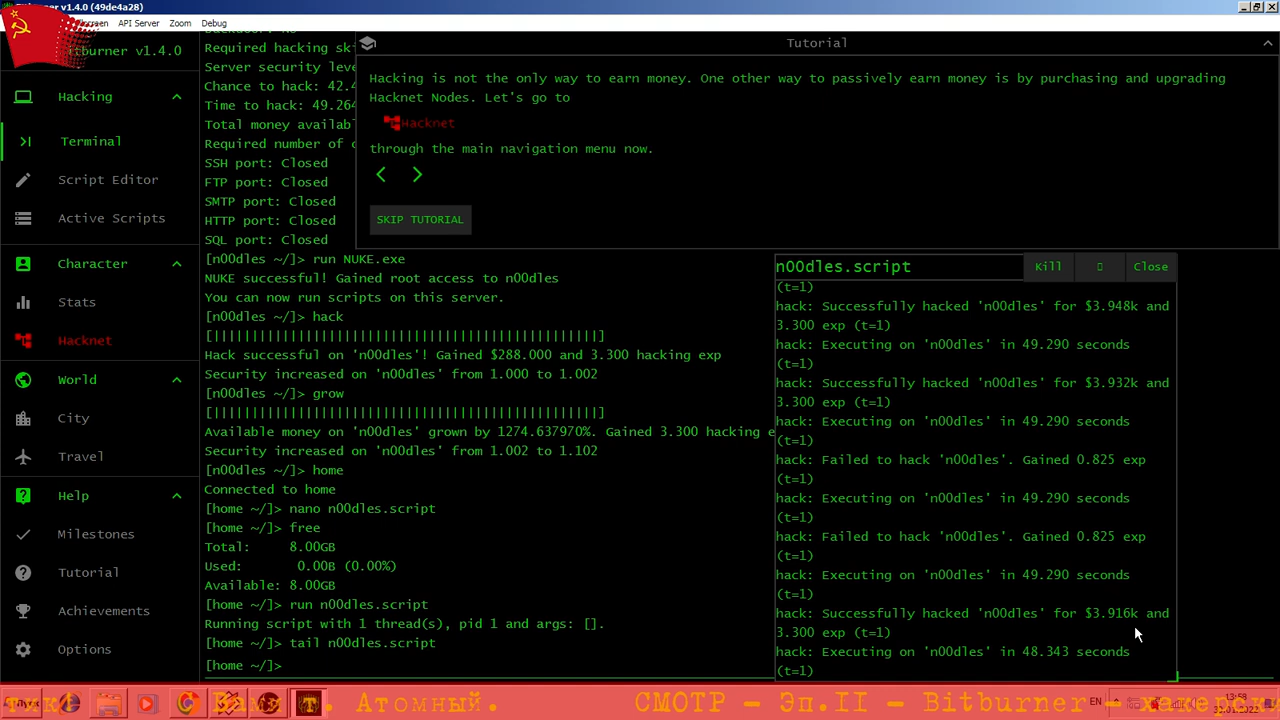 Bitburner v1.4.0 (49de4a28)
API Server
Zoom
Debug
Bitburner v1.4.0
Hacking
Terminal
Script Editor
Active Scripts
Character
Stats
Hacknet
World
City
Travel
Help
Milestones
Tutorial
Achievements
Options
Required hacking
Server security
Chance to hack: 42.4
Time to hack: 49.264
Total money
Required number of
SSH port: Closed
FTP port: Closed
SMTP port: Closed
HTTP port: Closed
SQL port: Closed
[n00dles ~/]> run NUKE.exe
NUKE successful! Gained root access to n00dles
You can now run scripts on this server.
[n00dles ~/]> hack
[||||||||||||||||||||||||||||||||||||||||||||||||||]
Hack successful on 'n00dles'! Gained $288.000 and 3.300 hacking exp
Security increased on 'n00dles' from 1.000 to 1.002
[n00dles ~/]> grow
[||||||||||||||||||||||||||||||||||||||||||||||||||]
Available money on 'n00dles' grown by 1274.637970%. Gained 3.300 hacking e
Security increased on 'n00dles' from 1.002 to 1.102
[n00dles ~/]> home
Connected to home
[home ~/]> nano n00dles.script
[home ~/]> free
Total: 8.00GB
Used: 0.00B (0.00%)
Available: 8.00GB
[home ~/]> run n00dles.script
Running script with 1 thread(s), pid 1 and args: [].
[home ~/]> tail n00dles.script
[home ~/]>
Tutorial
Hacking is not the only way to earn money. One other way to passively earn money is by purchasing and upgrading
Hacknet Nodes. Let's go to
Hacknet
through the main navigation menu now.
SKIP TUTORIAL
n00dles.script
Kill
Close
(t=1)
hack: Successfully hacked 'n00dles' for $3.948k and
3.300 exp (t=1)
hack: Executing on 'n00dles' in 49.290 seconds
(t=1)
hack: Successfully hacked 'n00dles' for $3.932k and
3.300 exp (t=1)
hack: Executing on 'n00dles' in 49.290 seconds
(t=1)
hack: Failed to hack 'n00dles'. Gained 0.825 exp
(t=1)
hack: Executing on 'n00dles' in 49.290 seconds
(t=1)
hack: Failed to hack 'n00dles'. Gained 0.825 exp
(t=1)
hack: Executing on 'n00dles' in 49.290 seconds
(t=1)
hack: Successfully hacked 'n00dles' for $3.916k and
3.300 exp (t=1)
hack: Executing on 'n00dles' in 48.343 seconds
(t=1)
Атомный. СМОТР - Эп.II - Bitburner - хакерски
EN
13:58
30.01.2022